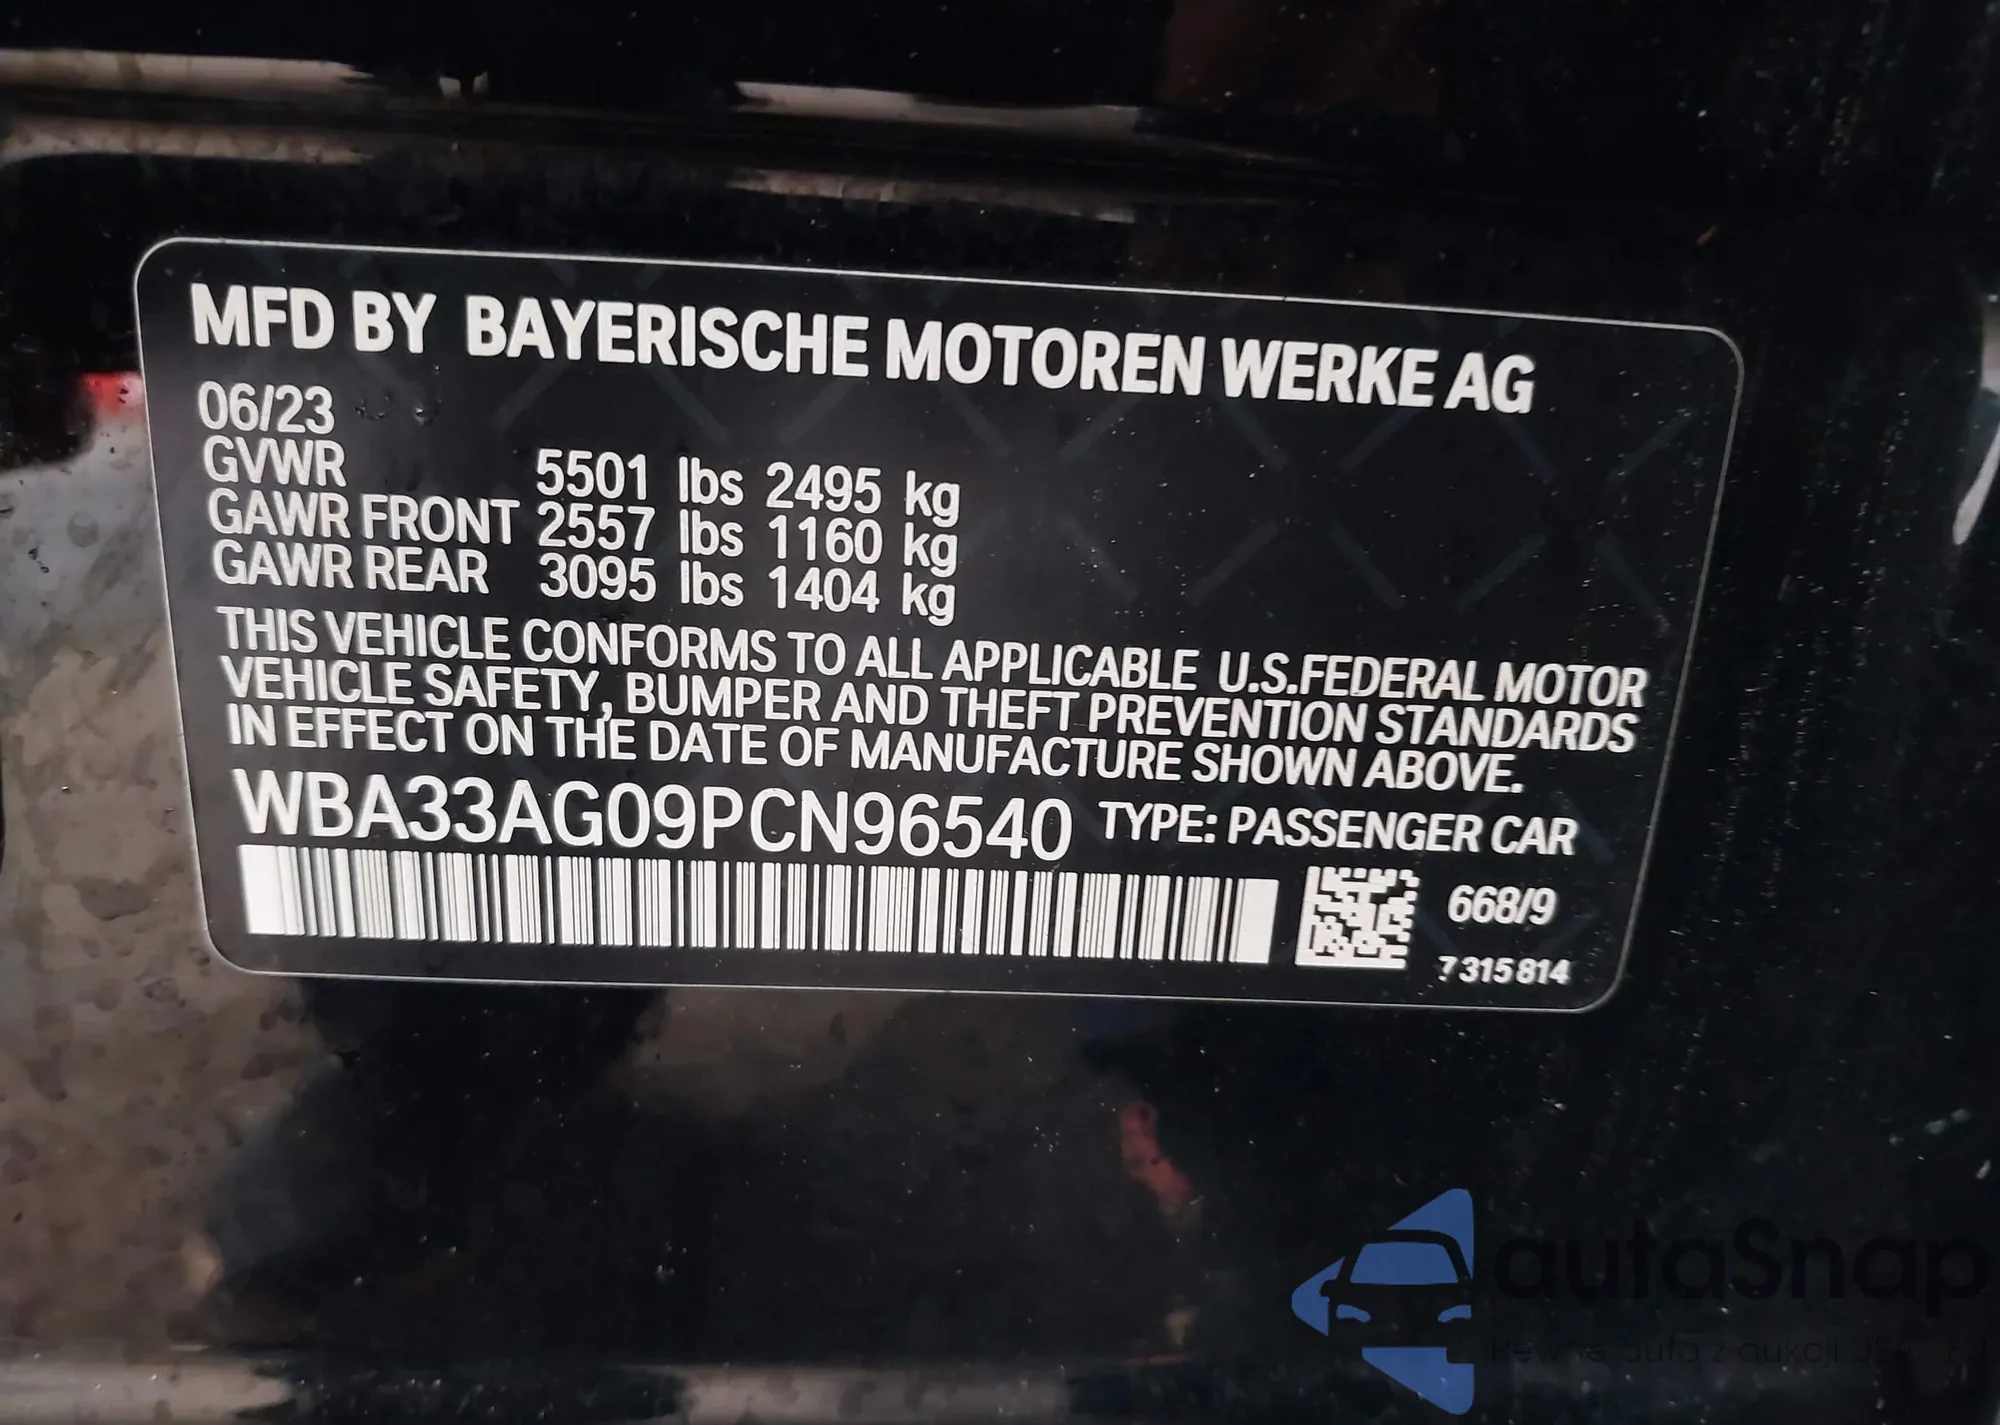 MFD BY BAYERISCHE MOTOREN WERKE AG
06/23
GVWR 5501 lbs 2495 kg
GAWR FRONT 2557 lbs 1160 kg
GAWR REAR 3095 lbs 1404 kg
THIS VEHICLE CONFORMS TO ALL APPLICABLE U.S.FEDERAL MOTOR
VEHICLE SAFETY, BUMPER AND THEFT PREVENTION STANDARDS
IN EFFECT ON THE DATE OF MANUFACTURE SHOWN ABOVE.
WBA33AG09PCN96540 TYPE: PASSENGER CAR
668/9
7 315 814
autaSnap
auta z aukcji